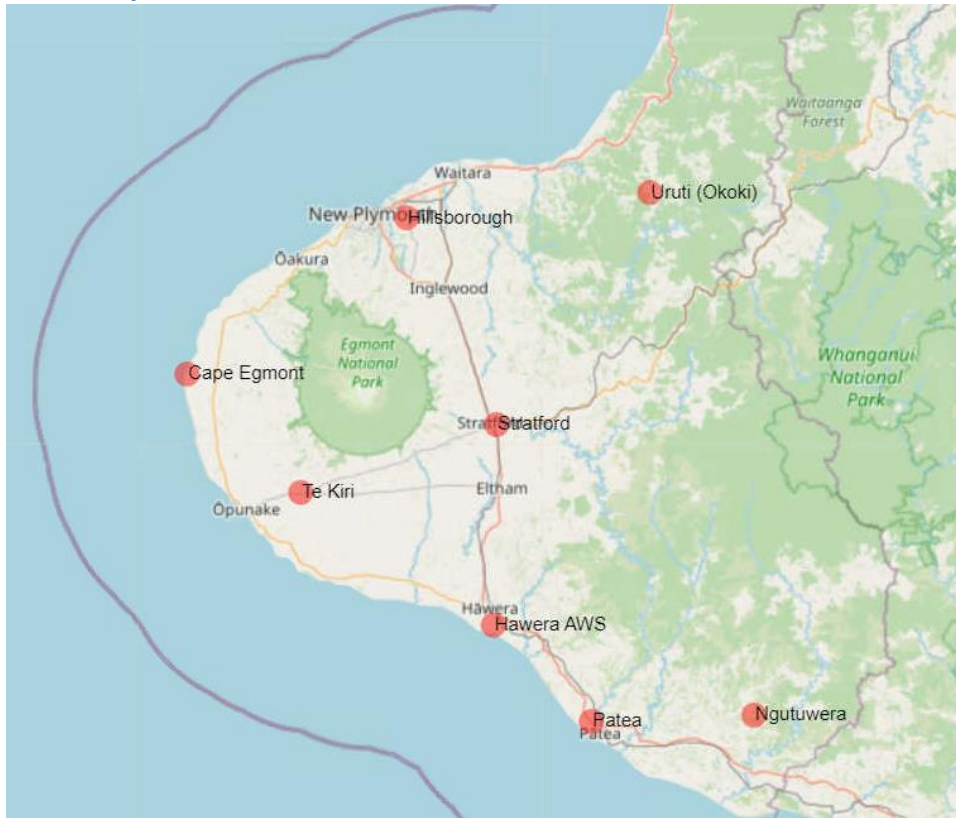 Waitaanga
Forest
Waitara
Uruti (Okoki)
New Plymouth
Hillsborough
Ōakura
Inglewood
Egmont
National
Park
Whanganui
National
Park
Cape Egmont
Stratford
Stratford
Te Kiri
Eltham
Ōpunake
Hāwera
Hawera AWS
Ngutuwera
Patea
Patea